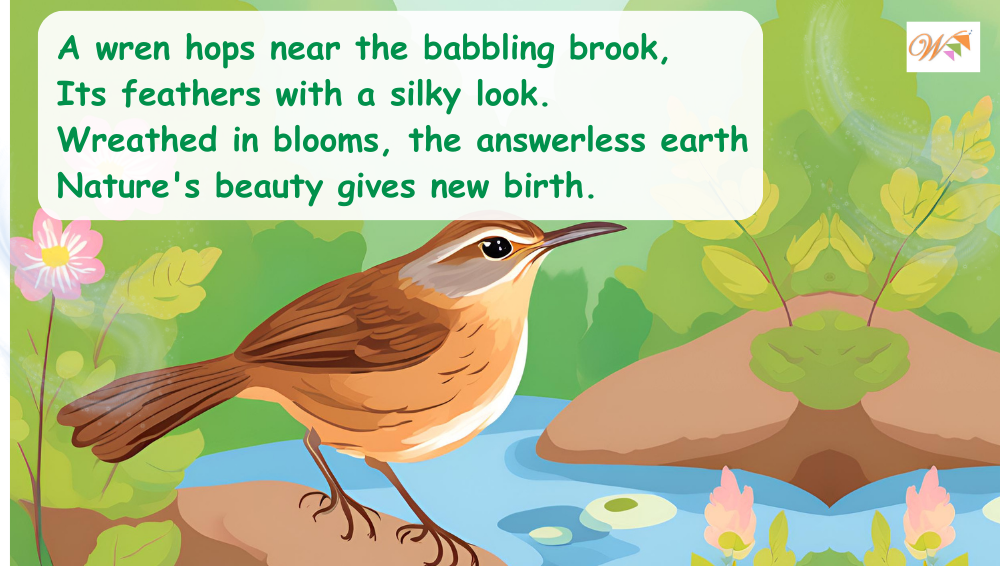 A wren hops near the babbling brook,
Its feathers with a silky look.
Wreathed in blooms, the answerless earth
Nature's beauty gives new birth.
W